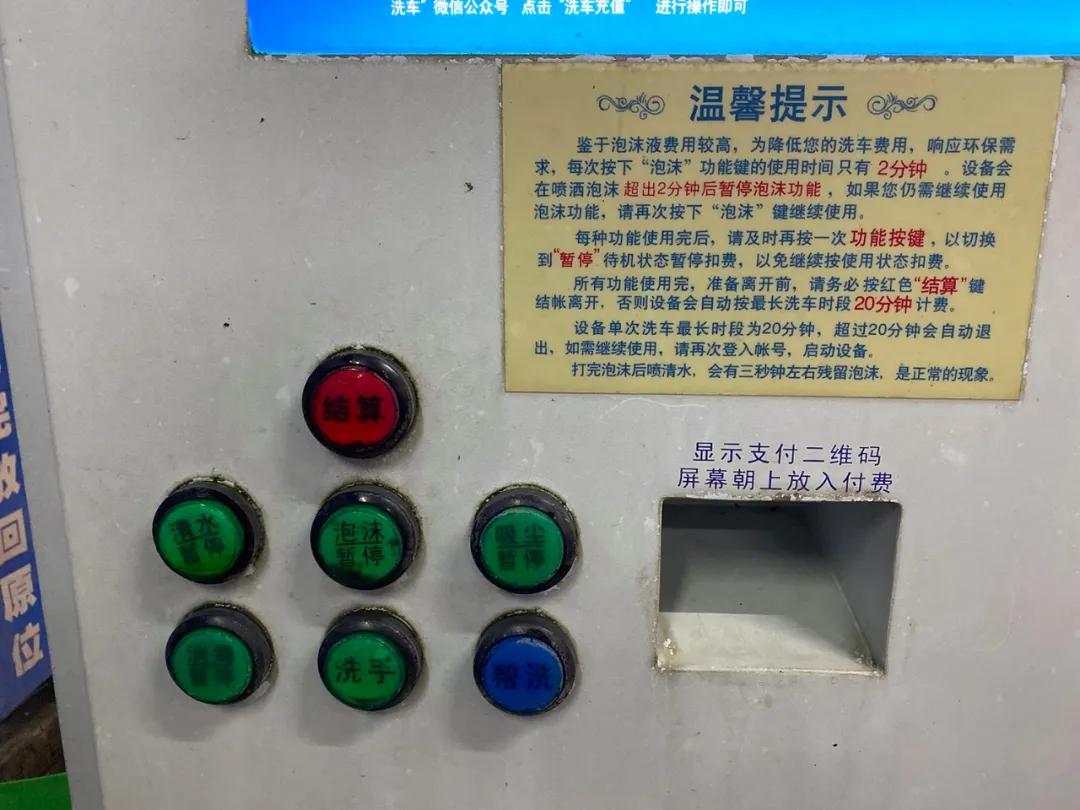 洗车”微信公众号 点击“洗车充值” 进行操作即可
温馨提示
鉴于泡沫液费用较高，为降低您的洗车费用，响应环保需
求，每次按下“泡沫”功能键的使用时间只有 2分钟 。设备会
在喷洒泡沫 超出2分钟后暂停泡沫功能 ，如果您仍需继续使用
泡沫功能，请再次按下“泡沫”键继续使用。
每种功能使用完后，请及时再按一次 功能按键 ，以切换
到“暂停”待机状态暂停扣费，以免继续按使用状态扣费。
所有功能使用完，准备离开前，请务必 按红色“结算”键
结帐离开，否则设备会自动按最长洗车时段 20分钟 计费。
设备单次洗车最长时段为20分钟，超过20分钟会自动退
出，如需继续使用，请再次登入帐号，启动设备。
打完泡沫后喷清水，会有三秒钟左右残留泡沫，是正常的现象。
结算
显示支付二维码
屏幕朝上放入付费
清水
暂停
泡沫
暂停
吸尘
暂停
暂停
洗手
帮洗
放回原位